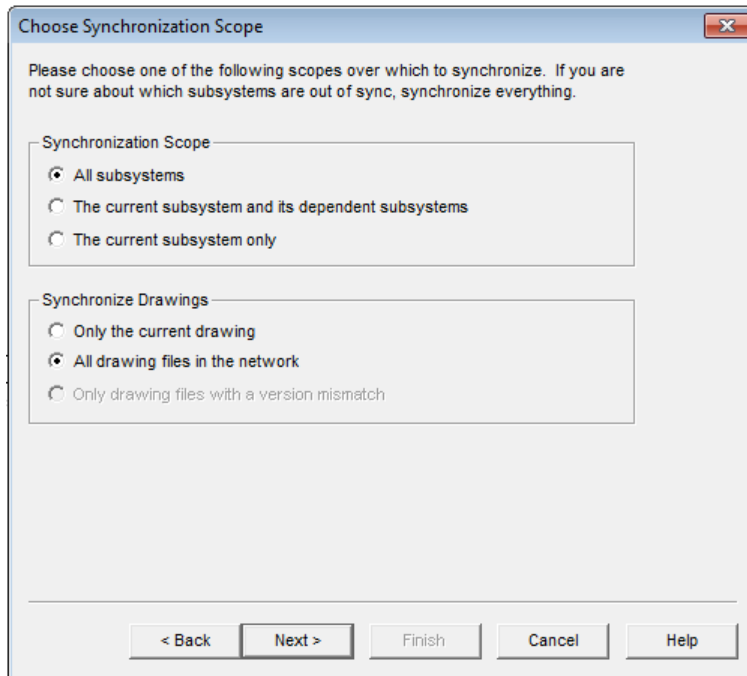 Choose Synchronization Scope
Please choose one of the following scopes over which to synchronize. If you are
not sure about which subsystems are out of sync, synchronize everything.
Synchronization Scope
All subsystems
The current subsystem and its dependent subsystems
The current subsystem only
Synchronize Drawings
Only the current drawing
All drawing files in the network
Only drawing files with a version mismatch
< Back Next > Finish Cancel Help